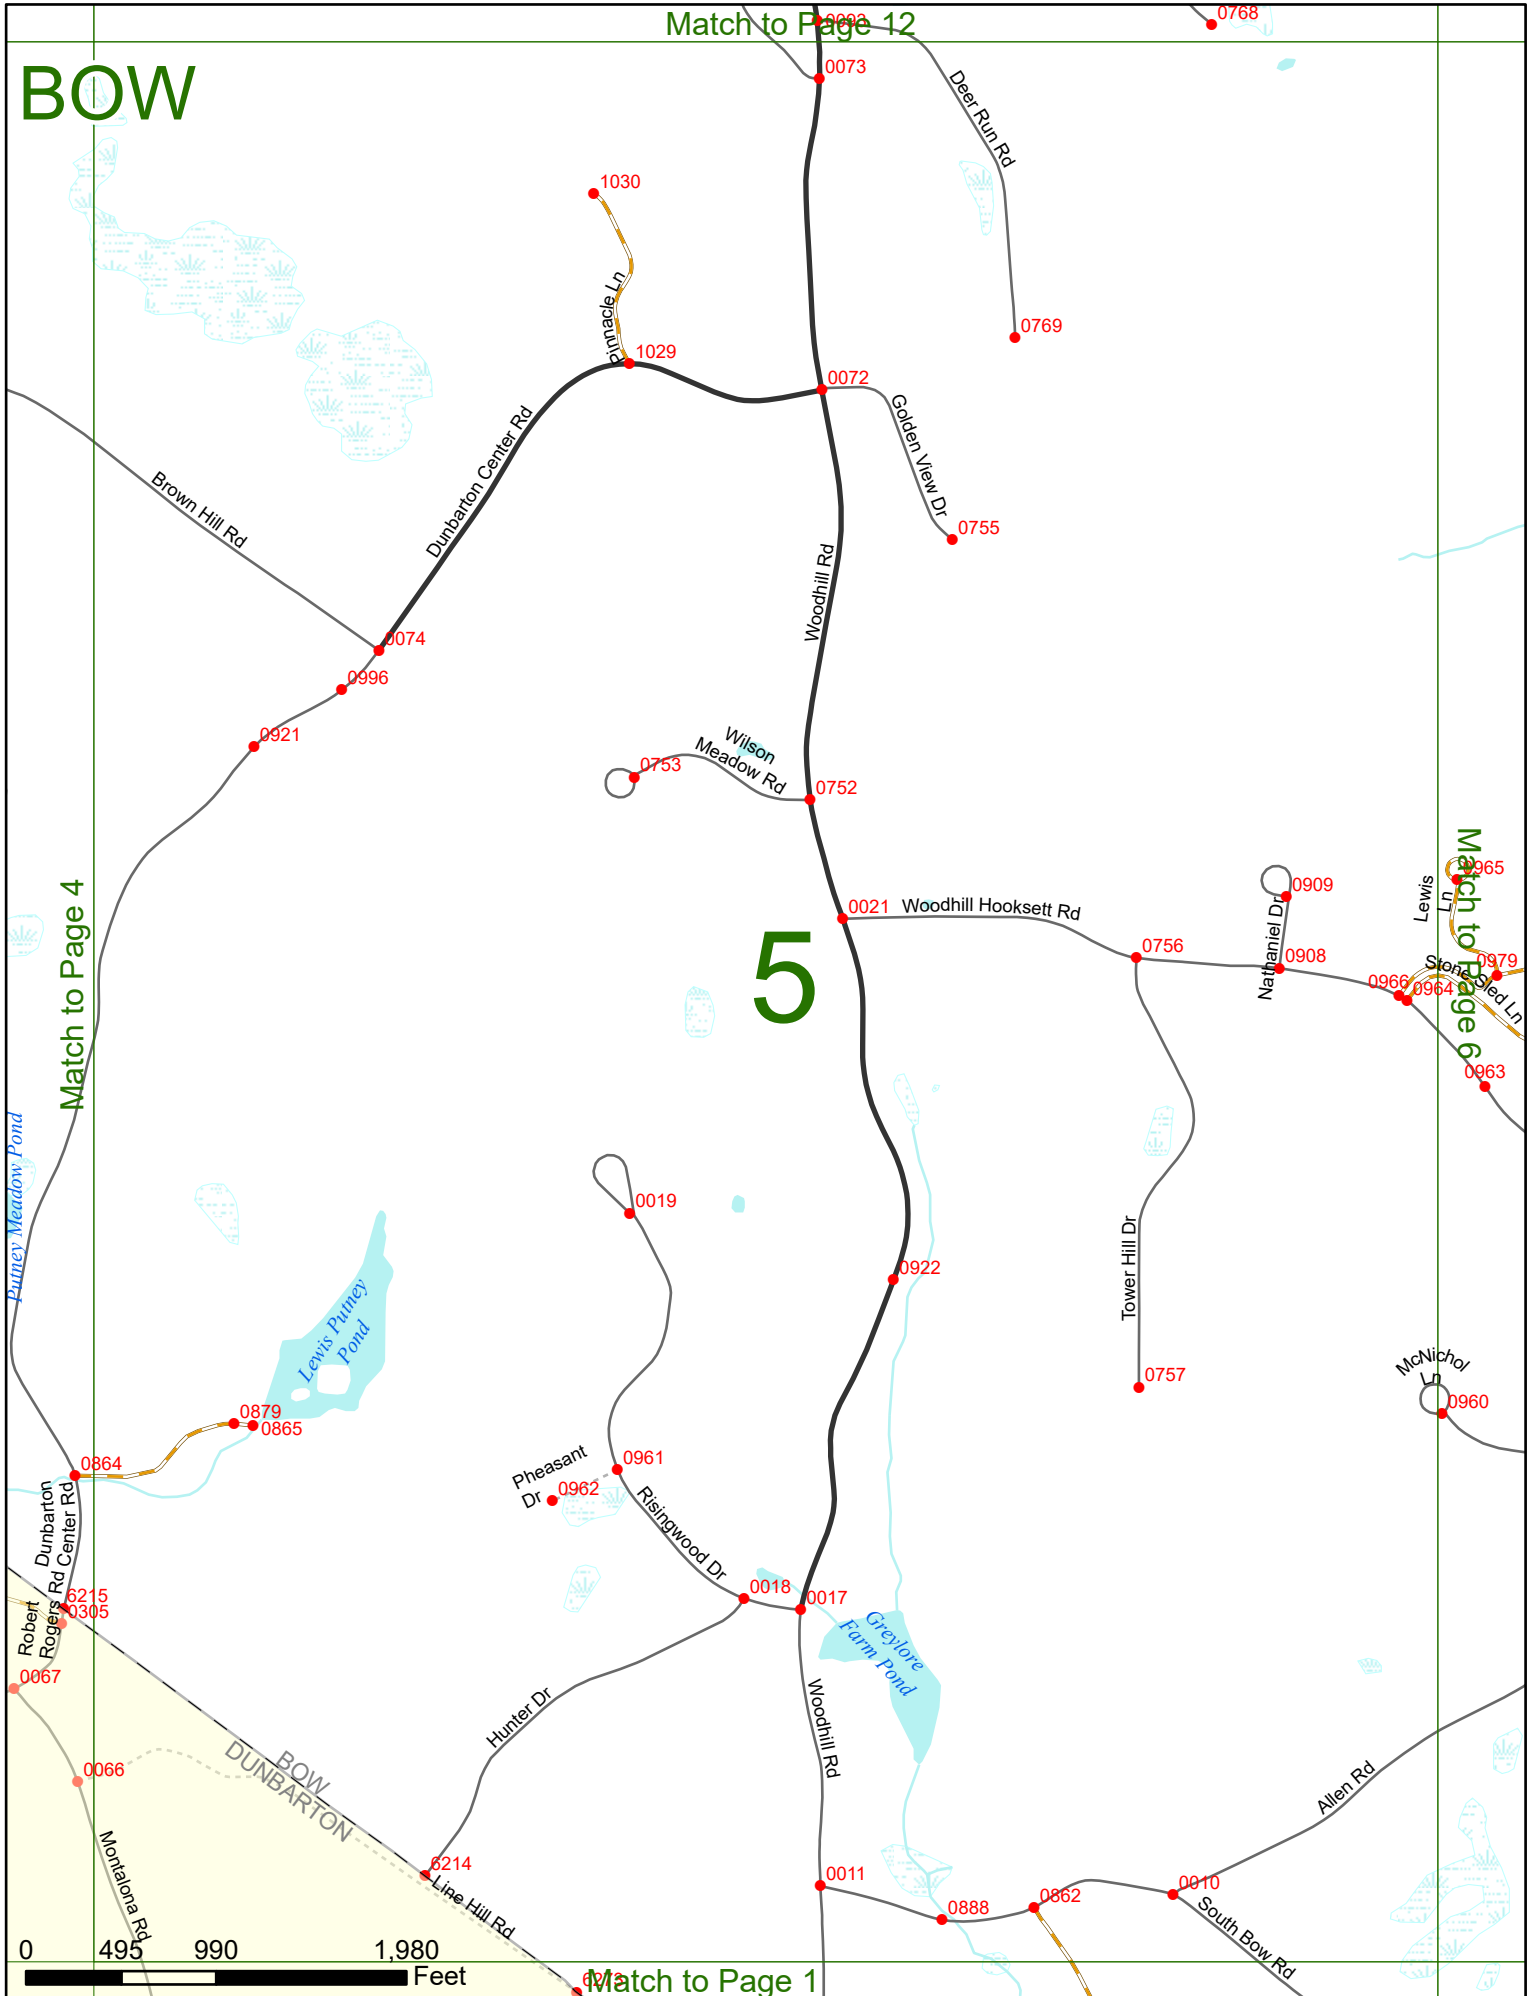 Match to Page 12
0093
0768
BOW
0073
Deer Run Rd
1030
Pinnacle Ln
0769
1029
0072
Golden View Dr
Dunbarton Center Rd
Brown Hill Rd
0755
Woodhill Rd
0074
0996
0921
Wilson
Meadow Rd
0753
0752
Match to Page 4
Match to Page 6
0965
Lewis
Ln
0909
Nathaniel Dr
0021
Woodhill Hooksett Rd
5
0756
0908
0979
Stone Sled Ln
0966
0964
0963
Putney Meadow Pond
0019
Tower Hill Dr
0922
Lewis Putney
Pond
McNichol
Ln
0757
0960
0879
0865
0864
0961
Pheasant
Dr
0962
Risingwood Dr
Dunbarton
Center Rd
6215
0305
Robert
Rogers Rd
0018
0017
Greylore
Farm Pond
0067
Woodhill Rd
Hunter Dr
0066
BOW
DUNBARTON
Allen Rd
Montalona Rd
6214
Line Hill Rd
0011
0888
0862
0010
South Bow Rd
0 495 990 1,980
Feet
6273
Match to Page 1